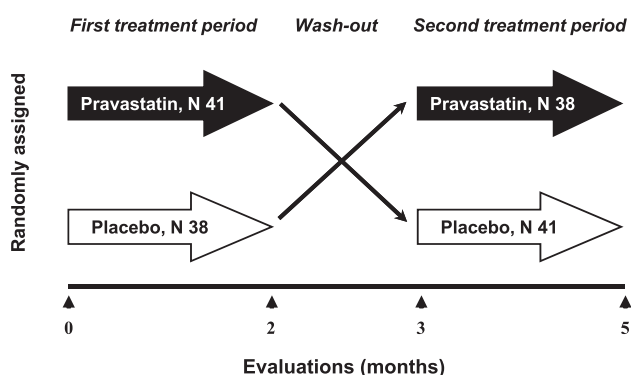 First treatment period Wash-out Second treatment period
Randomly assigned
Pravastatin, N 41
Pravastatin, N 38
Placebo, N 38
Placebo, N 41
0 2 3 5
Evaluations (months)